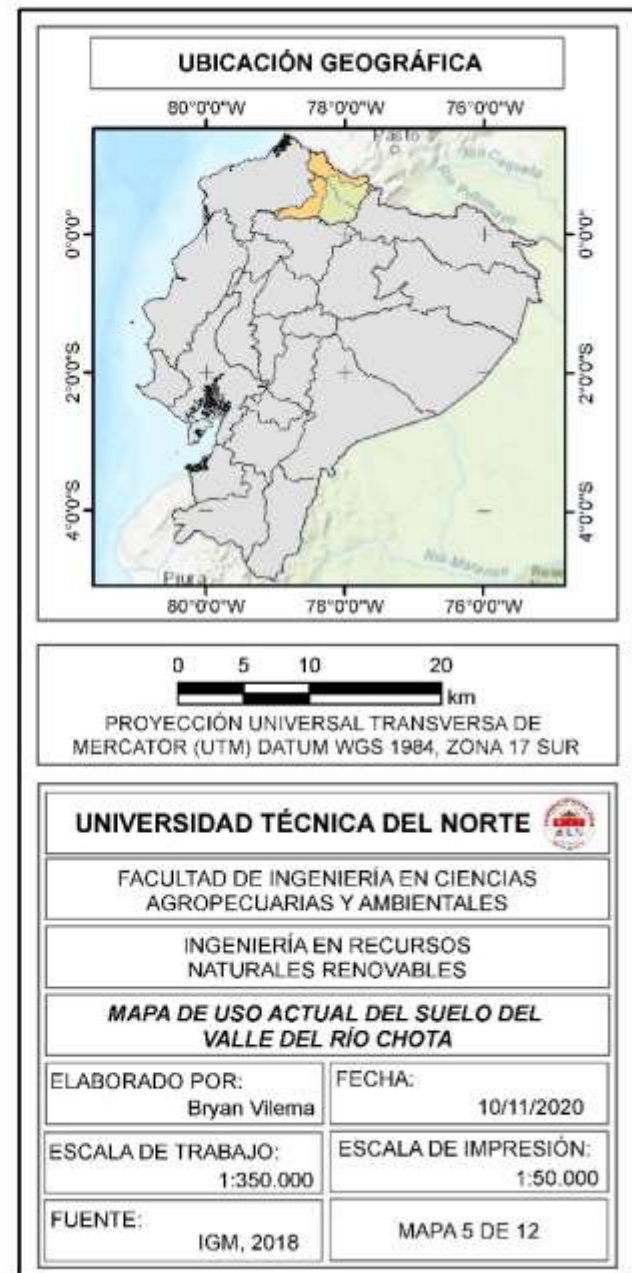 UBICACIÓN GEOGRÁFICA
80°0'0"W 78°0'0"W 76°0'0"W
Pasto
Río Caquetá
Río Putumayo
0°0'0" 0°0'0"
2°0'0"S 2°0'0"S
4°0'0"S 4°0'0"S
Piura
80°0'0"W 78°0'0"W 76°0'0"W
0 5 10 20
km
PROYECCIÓN UNIVERSAL TRANSVERSA DE
MERCATOR (UTM) DATUM WGS 1984, ZONA 17 SUR
UNIVERSIDAD TÉCNICA DEL NORTE
FACULTAD DE INGENIERÍA EN CIENCIAS
AGROPECUARIAS Y AMBIENTALES
INGENIERÍA EN RECURSOS
NATURALES RENOVABLES
MAPA DE USO ACTUAL DEL SUELO DEL
VALLE DEL RÍO CHOTA
ELABORADO POR:
Bryan Vilema
FECHA:
10/11/2020
ESCALA DE TRABAJO:
1:350.000
ESCALA DE IMPRESIÓN:
1:50.000
FUENTE:
IGM, 2018
MAPA 5 DE 12